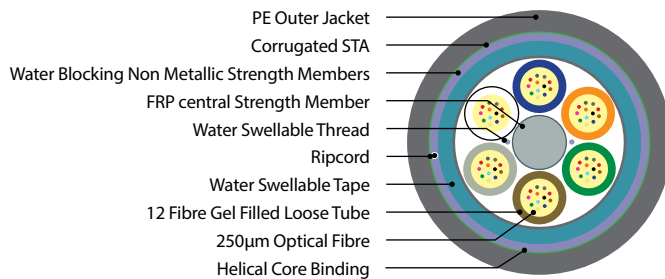 PE Outer Jacket
Corrugated STA
Water Blocking Non Metallic Strength Members
FRP central Strength Member
Water Swellable Thread
Ripcord
Water Swellable Tape
12 Fibre Gel Filled Loose Tube
250µm Optical Fibre
Helical Core Binding